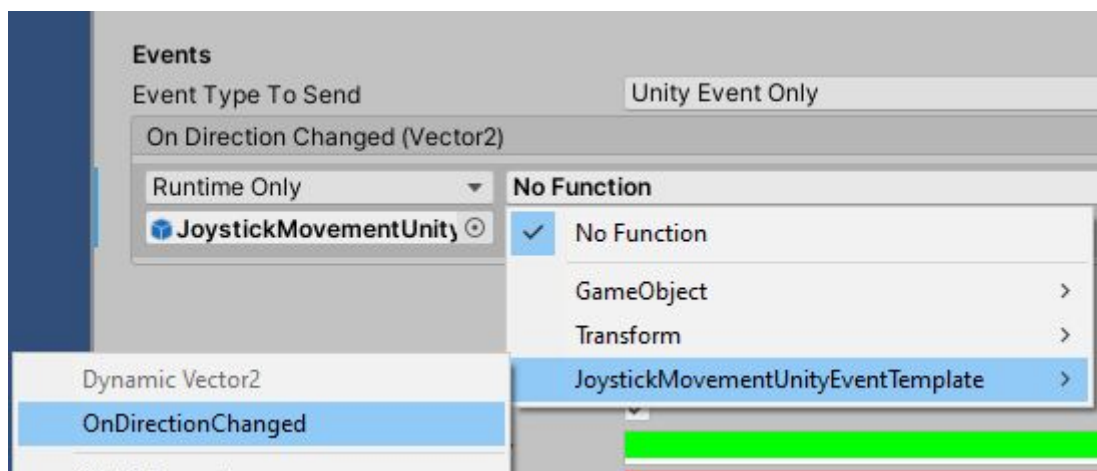 Events
Event Type To Send
Unity Event Only
On Direction Changed (Vector2)
Runtime Only
No Function
JoystickMovementUnity
No Function
GameObject
Transform
JoystickMovementUnityEventTemplate
Dynamic Vector2
OnDirectionChanged